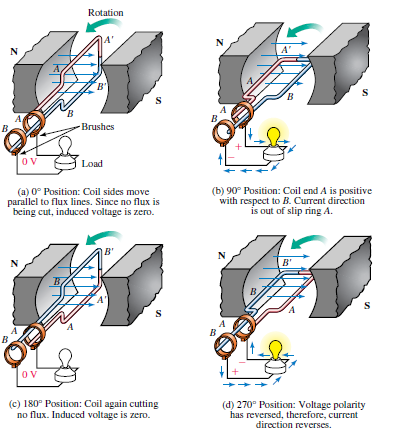 Rotation
A'
N
A
B'
S
B
A
B
Brushes
0 V
Load
(a) 0° Position: Coil sides move
parallel to flux lines. Since no flux is
being cut, induced voltage is zero.
N
A'
A
S
B
A
B
+
−
(b) 90° Position: Coil end A is positive
with respect to B. Current direction
is out of slip ring A.
B'
N
B
A'
S
A
A
B
0 V
(c) 180° Position: Coil again cutting
no flux. Induced voltage is zero.
N
B'
B
S
A
A
B
−
+
(d) 270° Position: Voltage polarity
has reversed, therefore, current
direction reverses.